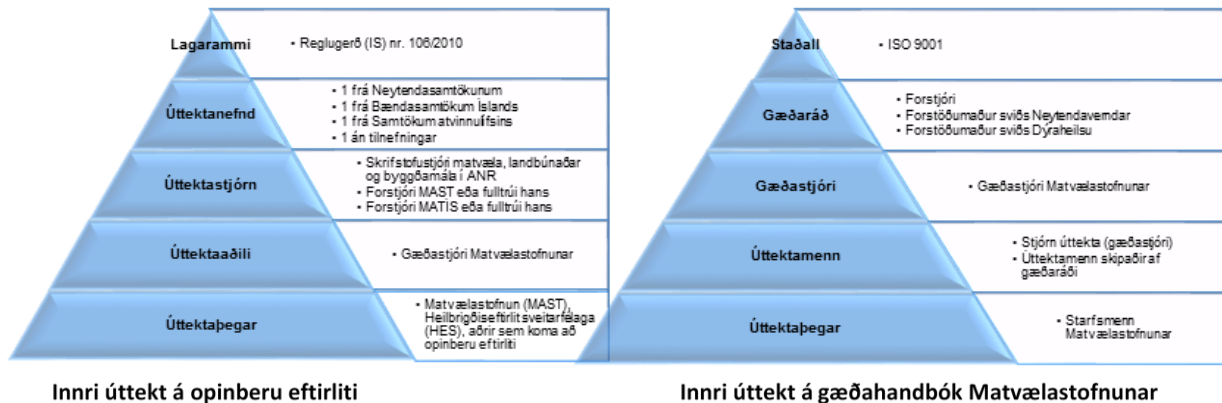 Lagarammi
• Reglugerð (IS) nr. 106/2010
Úttektanefnd
• 1 frá Neytendasamtökunum
• 1 frá Bændasamtökum Íslands
• 1 frá Samtökum atvinnulífsins
• 1 án tilnefningar
Úttektastjórn
• Skrifstofustjóri matvæla, landbúnaðar
og byggðamála í ANR
• Forstjóri MAST eða fulltrúi hans
• Forstjóri MATÍS eða fulltrúi hans
Úttektaaðili
• Gæðastjóri Matvælastofnunar
Úttektaþegar
• Matvælastofnun (MAST),
Heilbrigðiseftirlit sveitarfélaga
(HES), aðrir sem koma að
opinberu eftirliti
Innri úttekt á opinberu eftirliti
Staðall
• ISO 9001
Gæðaráð
• Forstjóri
• Forstöðumaður sviðs Neytendaverndar
• Forstöðumaður sviðs Dýraheilsu
Gæðastjóri
• Gæðastjóri Matvælastofnunar
Úttektamenn
• Stjórn úttekta (gæðastjóri)
• Úttektamenn skipaðir af
gæðaráði
Úttektaþegar
• Starfsmenn
Matvælastofnunar
Innri úttekt á gæðahandbók Matvælastofnunar